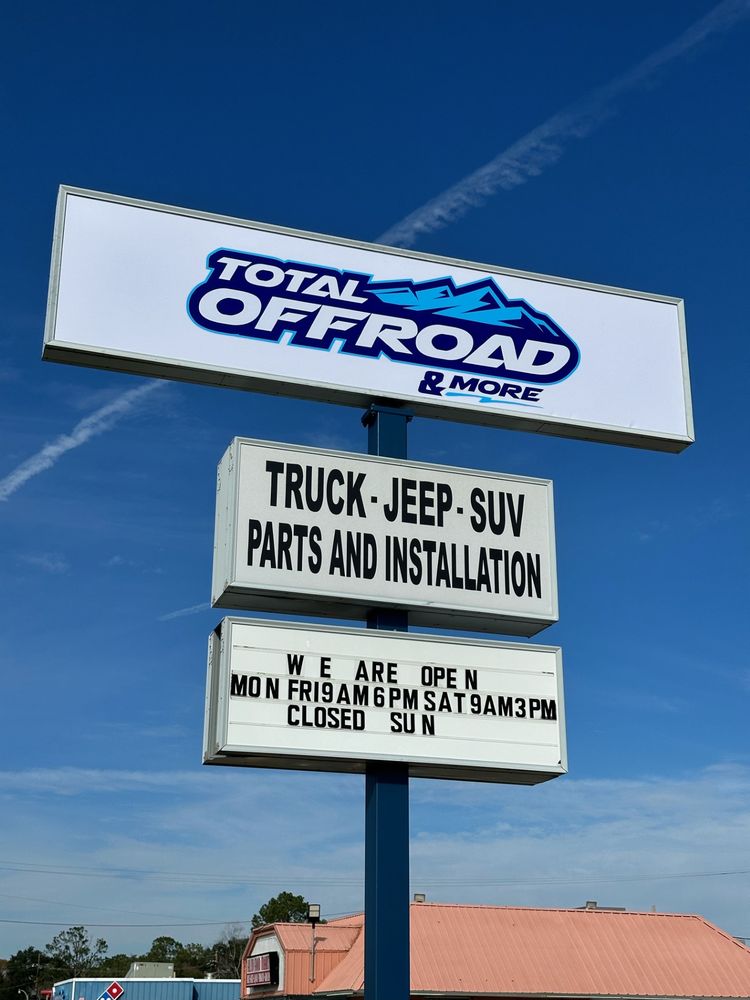 TOTAL
OFFROAD
& MORE
TRUCK - JEEP - SUV
PARTS AND INSTALLATION
WE ARE OPEN
MON FRI 9AM 6PM SAT 9AM 3PM
CLOSED SUN